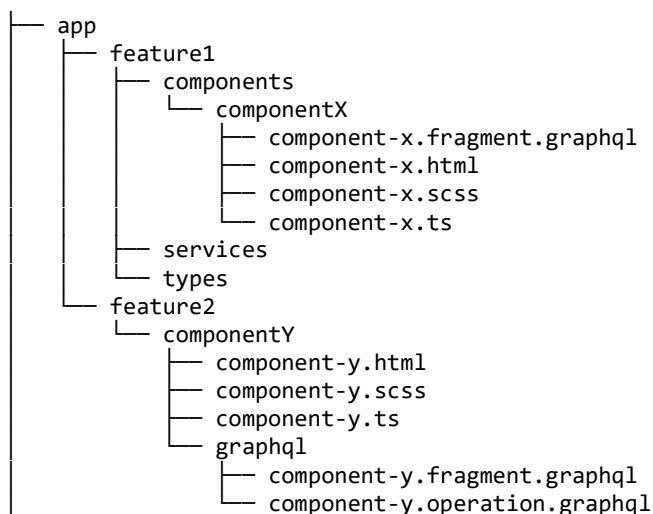 ├── app
│   ├── feature1
│   │   ├── components
│   │   │   └── componentX
│   │   │       ├── component-x.fragment.graphql
│   │   │       ├── component-x.html
│   │   │       ├── component-x.scss
│   │   │       └── component-x.ts
│   │   ├── services
│   │   └── types
│   └── feature2
│       └── componentY
│           ├── component-y.html
│           ├── component-y.scss
│           ├── component-y.ts
│           └── graphql
│               ├── component-y.fragment.graphql
│               └── component-y.operation.graphql